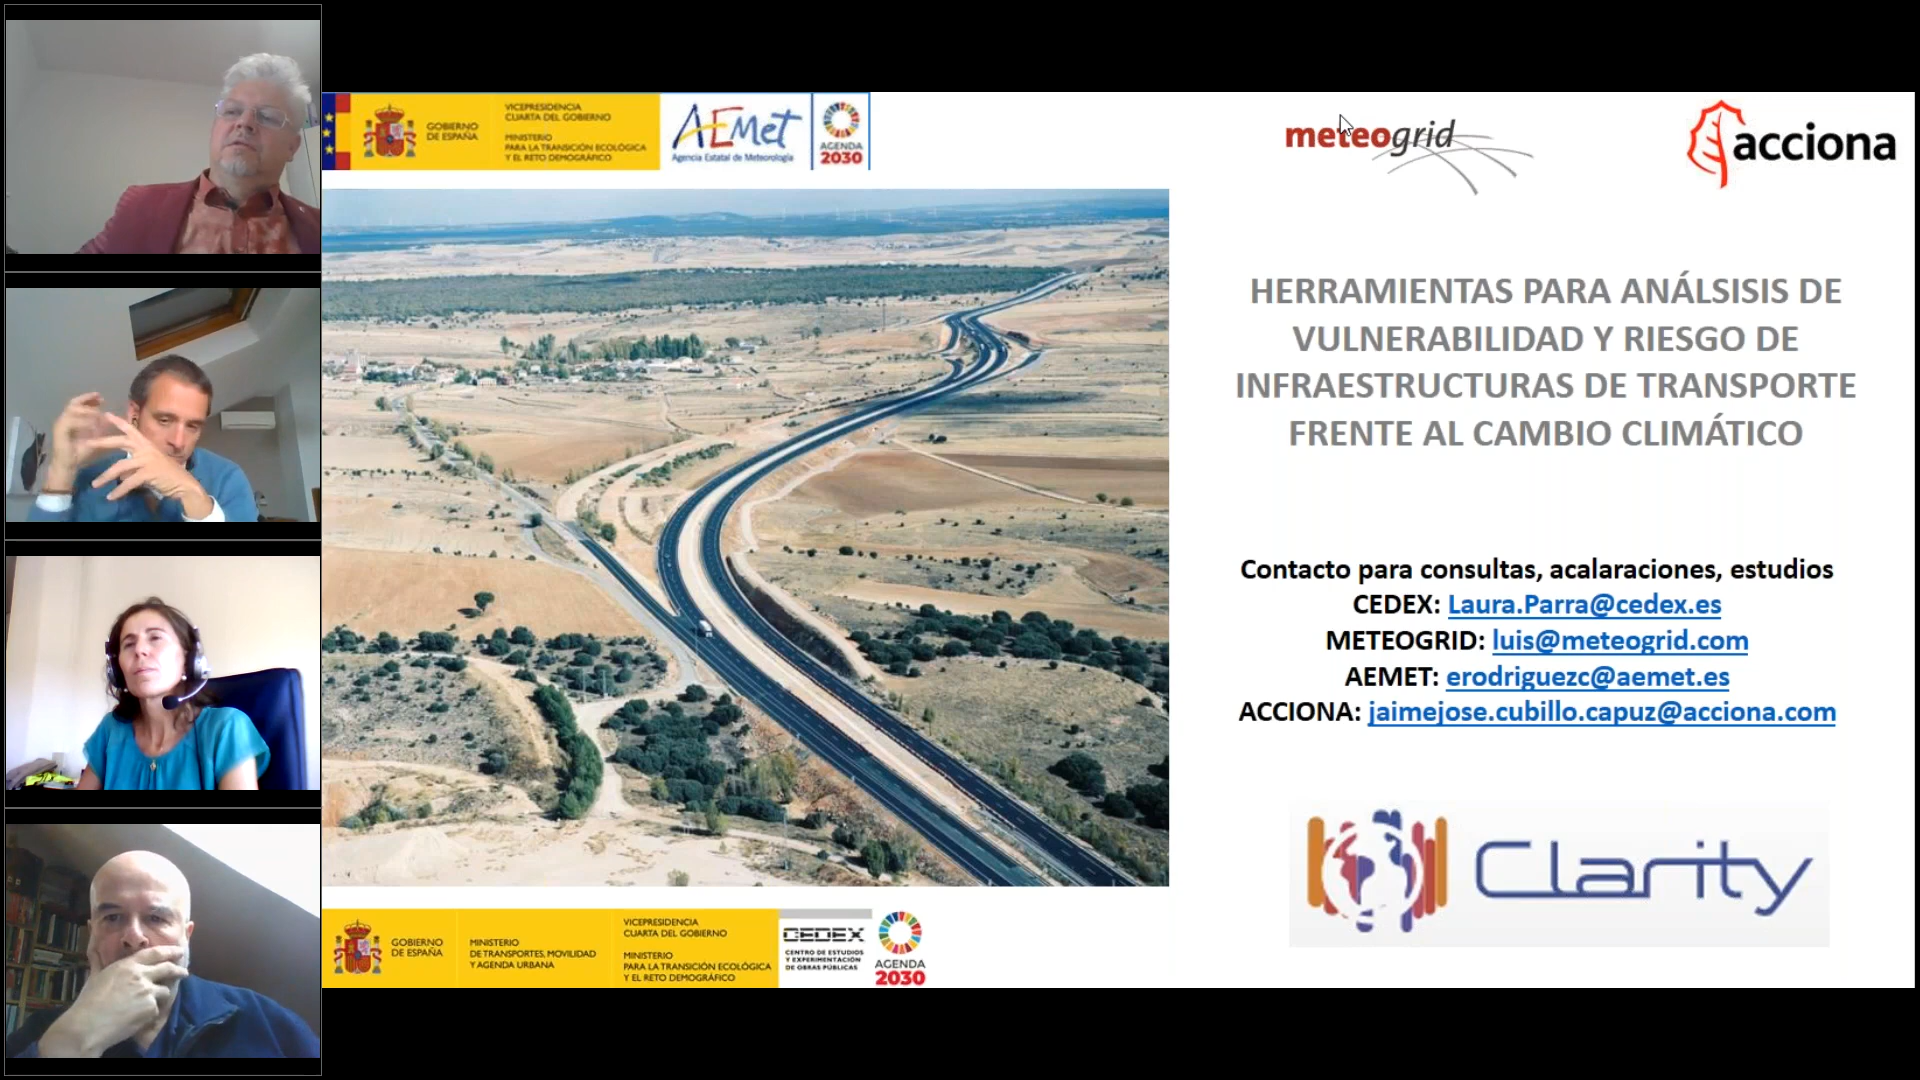 GOBIERNO
DE ESPAÑA
VICEPRESIDENCIA
CUARTA DEL GOBIERNO
MINISTERIO
PARA LA TRANSICIÓN ECOLÓGICA
Y EL RETO DEMOGRÁFICO
AEMet
Agencia Estatal de Meteorología
AGENDA
2030
meteogrid
acciona
HERRAMIENTAS PARA ANÁLSISIS DE
VULNERABILIDAD Y RIESGO DE
INFRAESTRUCTURAS DE TRANSPORTE
FRENTE AL CAMBIO CLIMÁTICO
Contacto para consultas, acalaraciones, estudios
CEDEX: Laura.Parra@cedex.es
METEOGRID: luis@meteogrid.com
AEMET: erodriguezc@aemet.es
ACCIONA: jaimejose.cubillo.capuz@acciona.com
Clarity
GOBIERNO
DE ESPAÑA
MINISTERIO
DE TRANSPORTES, MOVILIDAD
Y AGENDA URBANA
VICEPRESIDENCIA
CUARTA DEL GOBIERNO
MINISTERIO
PARA LA TRANSICIÓN ECOLÓGICA
Y EL RETO DEMOGRÁFICO
CEDEX
CENTRO DE ESTUDIOS
Y EXPERIMENTACIÓN
DE OBRAS PÚBLICAS
AGENDA
2030